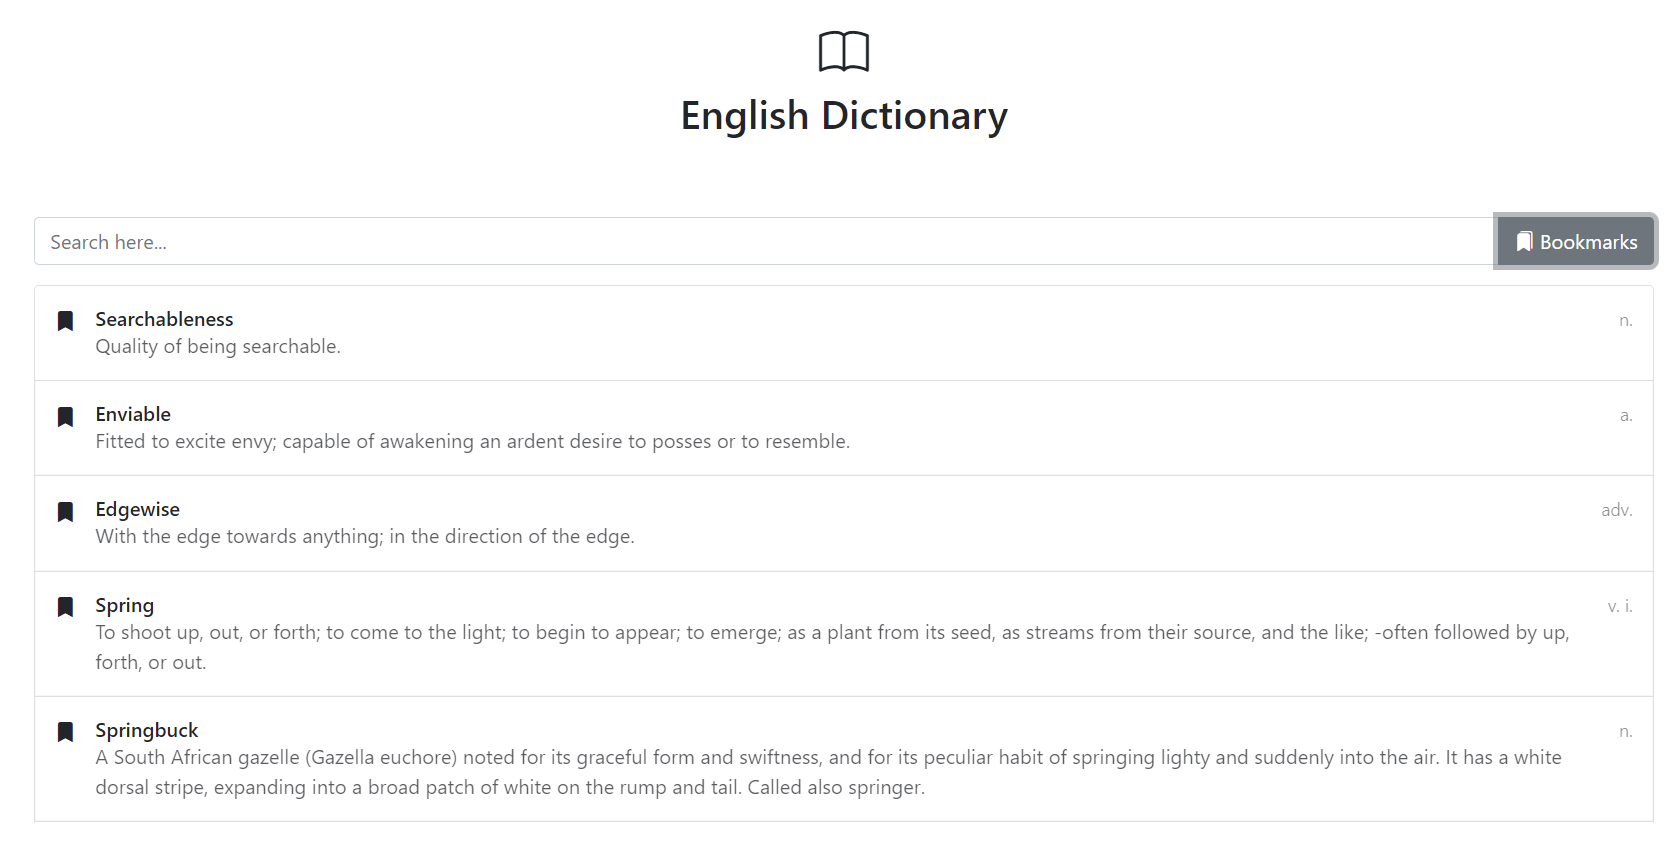 English Dictionary
Search here...
Bookmarks
Searchableness
n.
Quality of being searchable.
Enviable
a.
Fitted to excite envy; capable of awakening an ardent desire to posses or to resemble.
Edgewise
adv.
With the edge towards anything; in the direction of the edge.
Spring
v. i.
To shoot up, out, or forth; to come to the light; to begin to appear; to emerge; as a plant from its seed, as streams from their source, and the like; -often followed by up,
forth, or out.
Springbuck
n.
A South African gazelle (Gazella euchore) noted for its graceful form and swiftness, and for its peculiar habit of springing lighty and suddenly into the air. It has a white
dorsal stripe, expanding into a broad patch of white on the rump and tail. Called also springer.